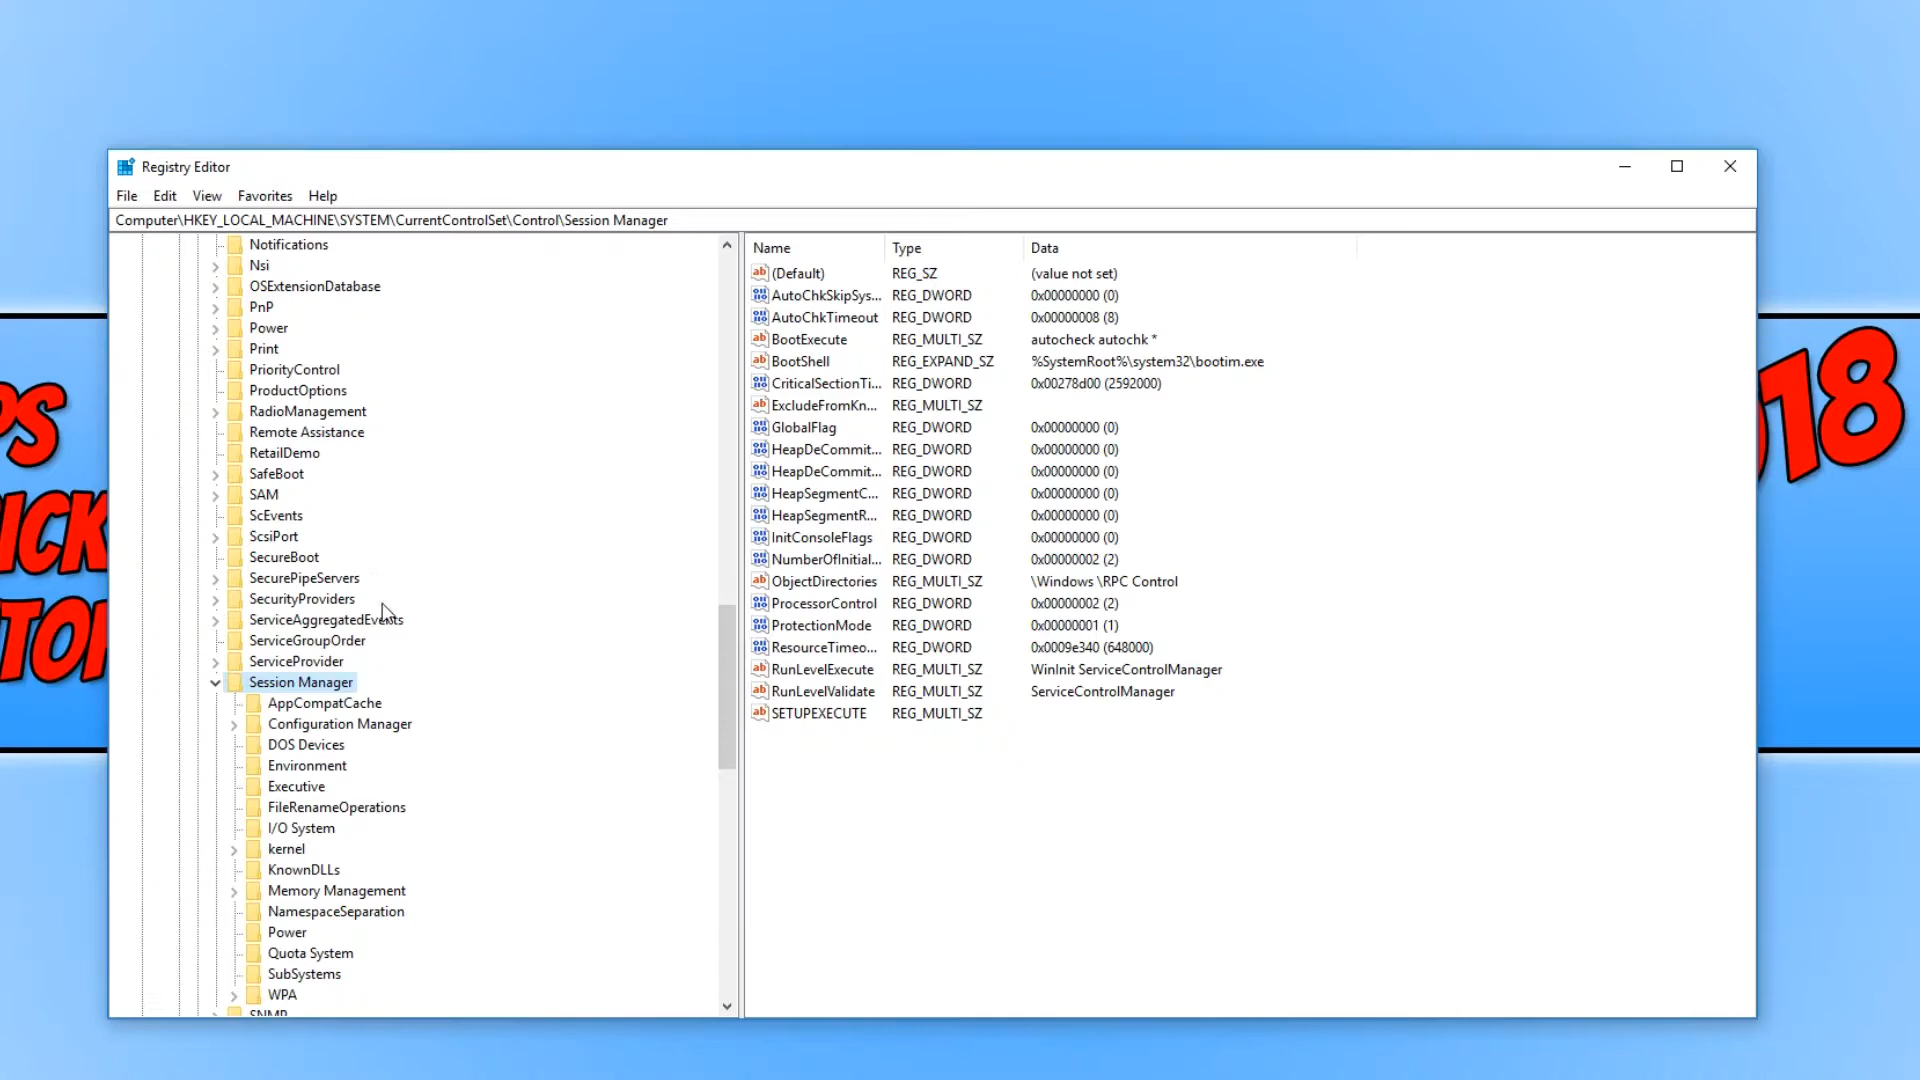 Registry Editor
File Edit View Favorites Help
Computer\HKEY_LOCAL_MACHINE\SYSTEM\CurrentControlSet\Control\Session Manager
Notifications
Nsi
OSExtensionDatabase
PnP
Power
Print
PriorityControl
ProductOptions
RadioManagement
Remote Assistance
RetailDemo
SafeBoot
SAM
ScEvents
ScsiPort
SecureBoot
SecurePipeServers
SecurityProviders
ServiceAggregatedEvents
ServiceGroupOrder
ServiceProvider
Session Manager
AppCompatCache
Configuration Manager
DOS Devices
Environment
Executive
FileRenameOperations
I/O System
kernel
KnownDLLs
Memory Management
NamespaceSeparation
Power
Quota System
SubSystems
WPA
SNMP
Name Type Data
(Default) REG_SZ (value not set)
AutoChkSkipSys... REG_DWORD 0x00000000 (0)
AutoChkTimeout REG_DWORD 0x00000008 (8)
BootExecute REG_MULTI_SZ autocheck autochk *
BootShell REG_EXPAND_SZ %SystemRoot%\system32\bootim.exe
CriticalSectionTi... REG_DWORD 0x00278d00 (2592000)
ExcludeFromKn... REG_MULTI_SZ
GlobalFlag REG_DWORD 0x00000000 (0)
HeapDeCommit... REG_DWORD 0x00000000 (0)
HeapDeCommit... REG_DWORD 0x00000000 (0)
HeapSegmentC... REG_DWORD 0x00000000 (0)
HeapSegmentR... REG_DWORD 0x00000000 (0)
InitConsoleFlags REG_DWORD 0x00000000 (0)
NumberOfInitial... REG_DWORD 0x00000002 (2)
ObjectDirectories REG_MULTI_SZ \Windows \RPC Control
ProcessorControl REG_DWORD 0x00000002 (2)
ProtectionMode REG_DWORD 0x00000001 (1)
ResourceTimeo... REG_DWORD 0x0009e340 (648000)
RunLevelExecute REG_MULTI_SZ WinInit ServiceControlManager
RunLevelValidate REG_MULTI_SZ ServiceControlManager
SETUPEXECUTE REG_MULTI_SZ
PS
ICK
TOR
018